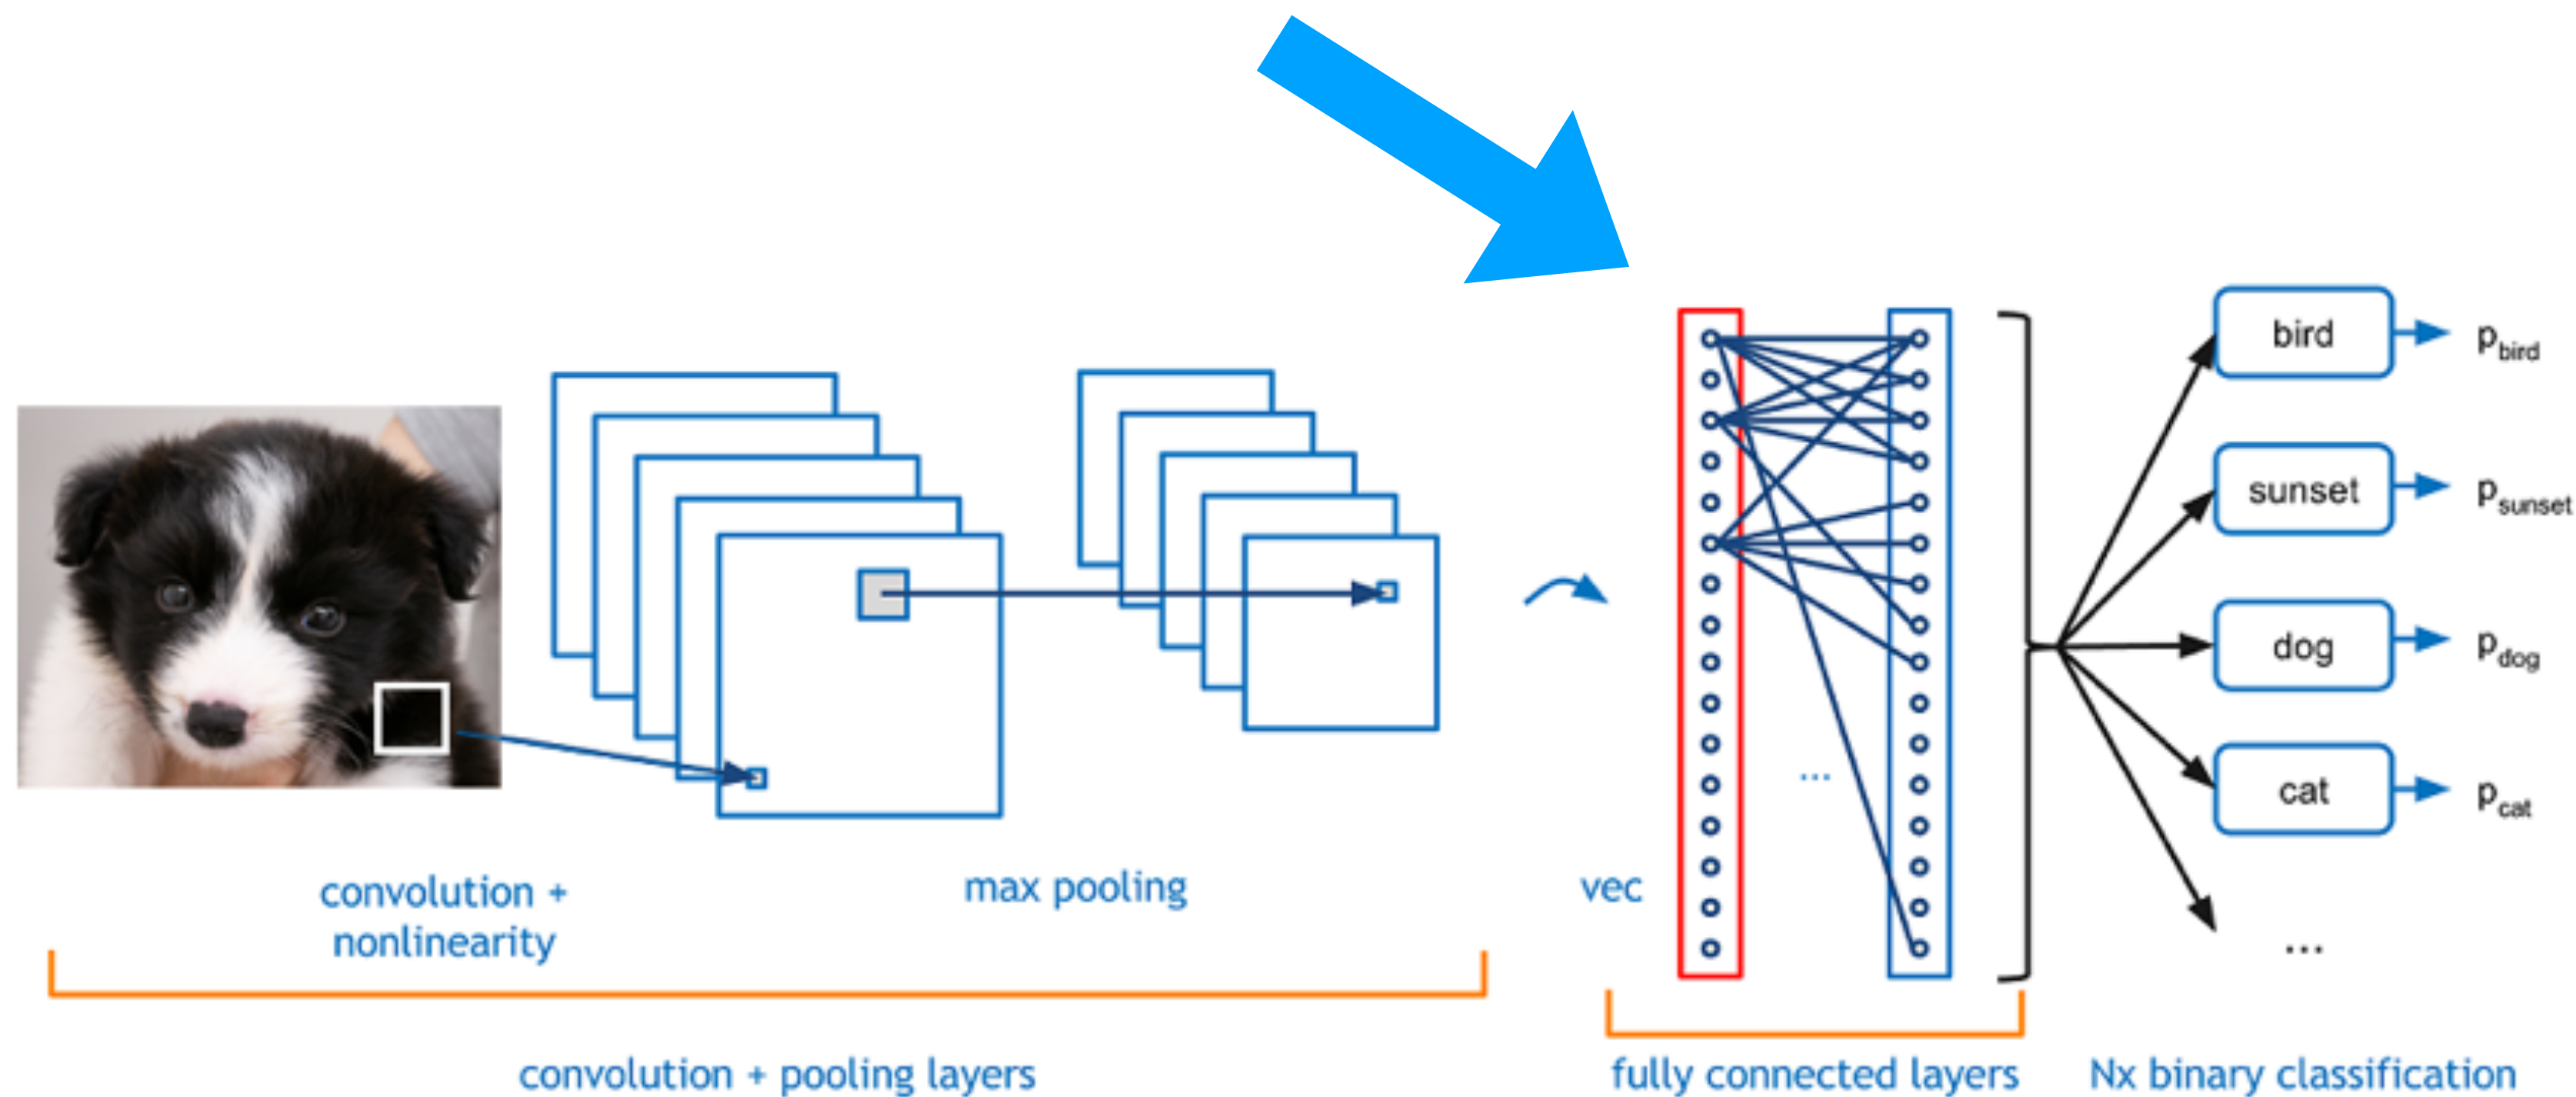 bird
p_bird
sunset
p_sunset
dog
p_dog
cat
p_cat
...
...
convolution +
nonlinearity
max pooling
vec
convolution + pooling layers
fully connected layers
Nx binary classification